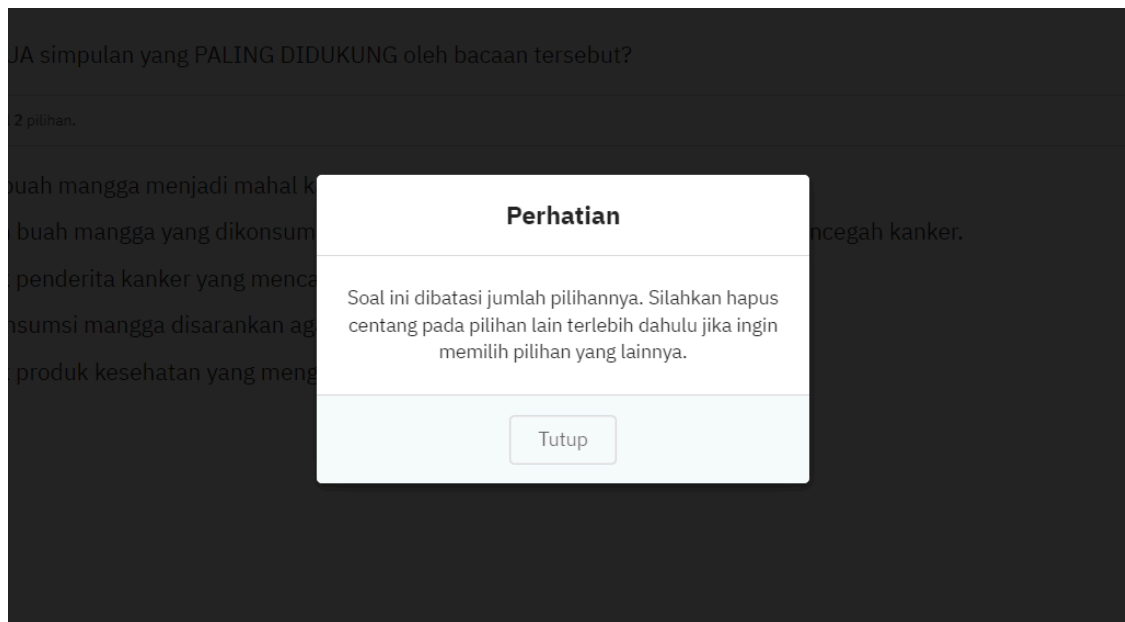 simpulan yang PALING DIDUKUNG oleh bacaan tersebut?
2 pilihan.
buah mangga menjadi mahal
buah mangga yang dikonsum
ncegah kanker.
penderita kanker yang menca
nsumsi mangga disarankan
produk kesehatan yang meng
Perhatian
Soal ini dibatasi jumlah pilihannya. Silahkan hapus
centang pada pilihan lain terlebih dahulu jika ingin
memilih pilihan yang lainnya.
Tutup